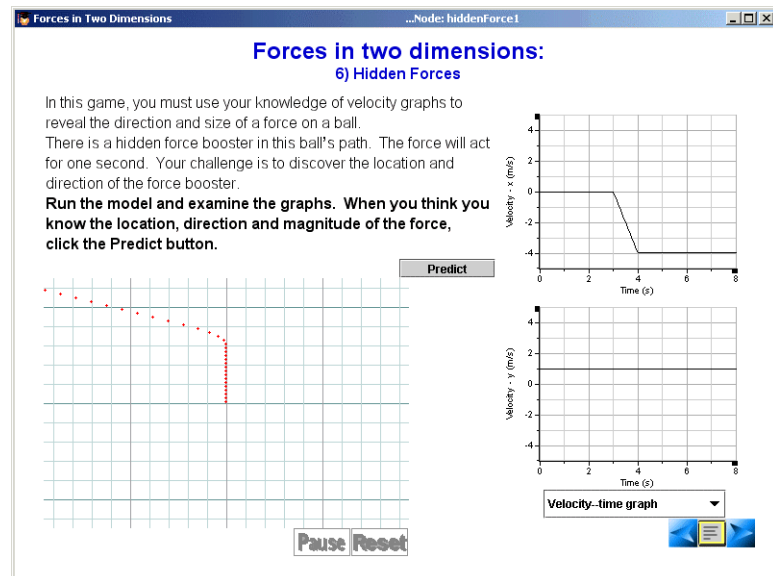 Forces in Two Dimensions
...Node: hiddenForce1
Forces in two dimensions:
6) Hidden Forces
In this game, you must use your knowledge of velocity graphs to
reveal the direction and size of a force on a ball.
There is a hidden force booster in this ball's path. The force will act
for one second. Your challenge is to discover the location and
direction of the force booster.
Run the model and examine the graphs. When you think you
know the location, direction and magnitude of the force,
click the Predict button.
Predict
Pause Reset
Velocity - x (m/s)
4
2
0
-2
-4
0 2 4 6 8
Time (s)
Velocity - y (m/s)
4
2
0
-2
-4
0 2 4 6 8
Time (s)
Velocity--time graph